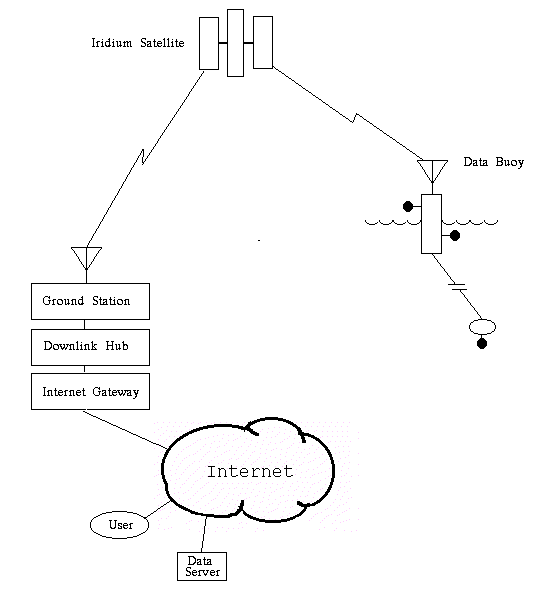 Iridium Satellite
Data Buoy
Ground Station
Downlink Hub
Internet Gateway
Internet
User
Data
Server